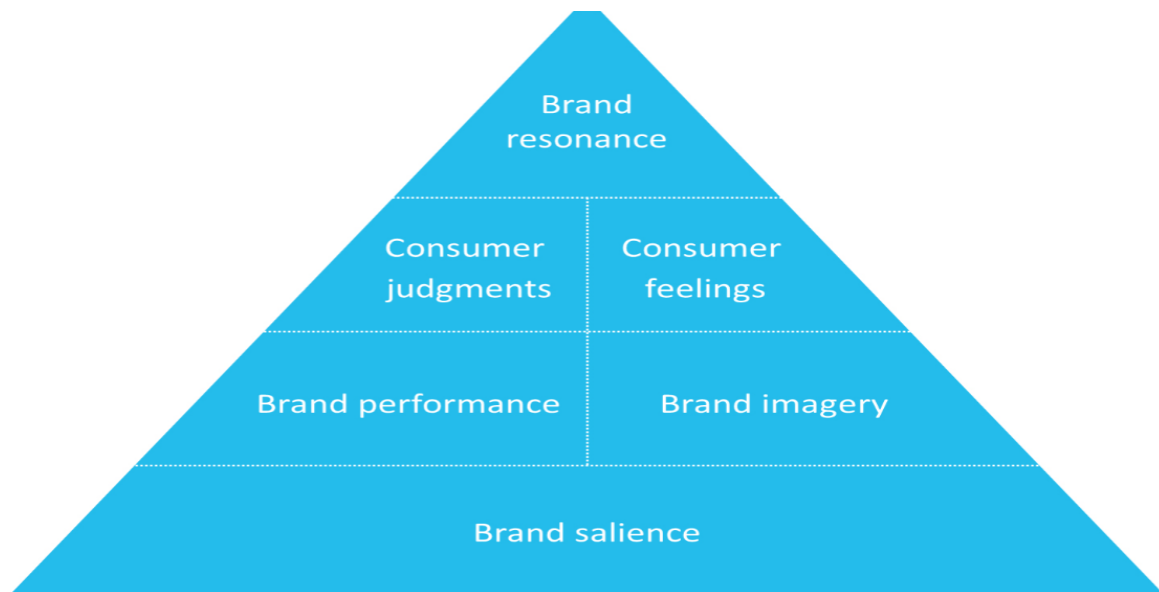 Brand
resonance
Consumer
judgments
Consumer
feelings
Brand performance
Brand imagery
Brand salience